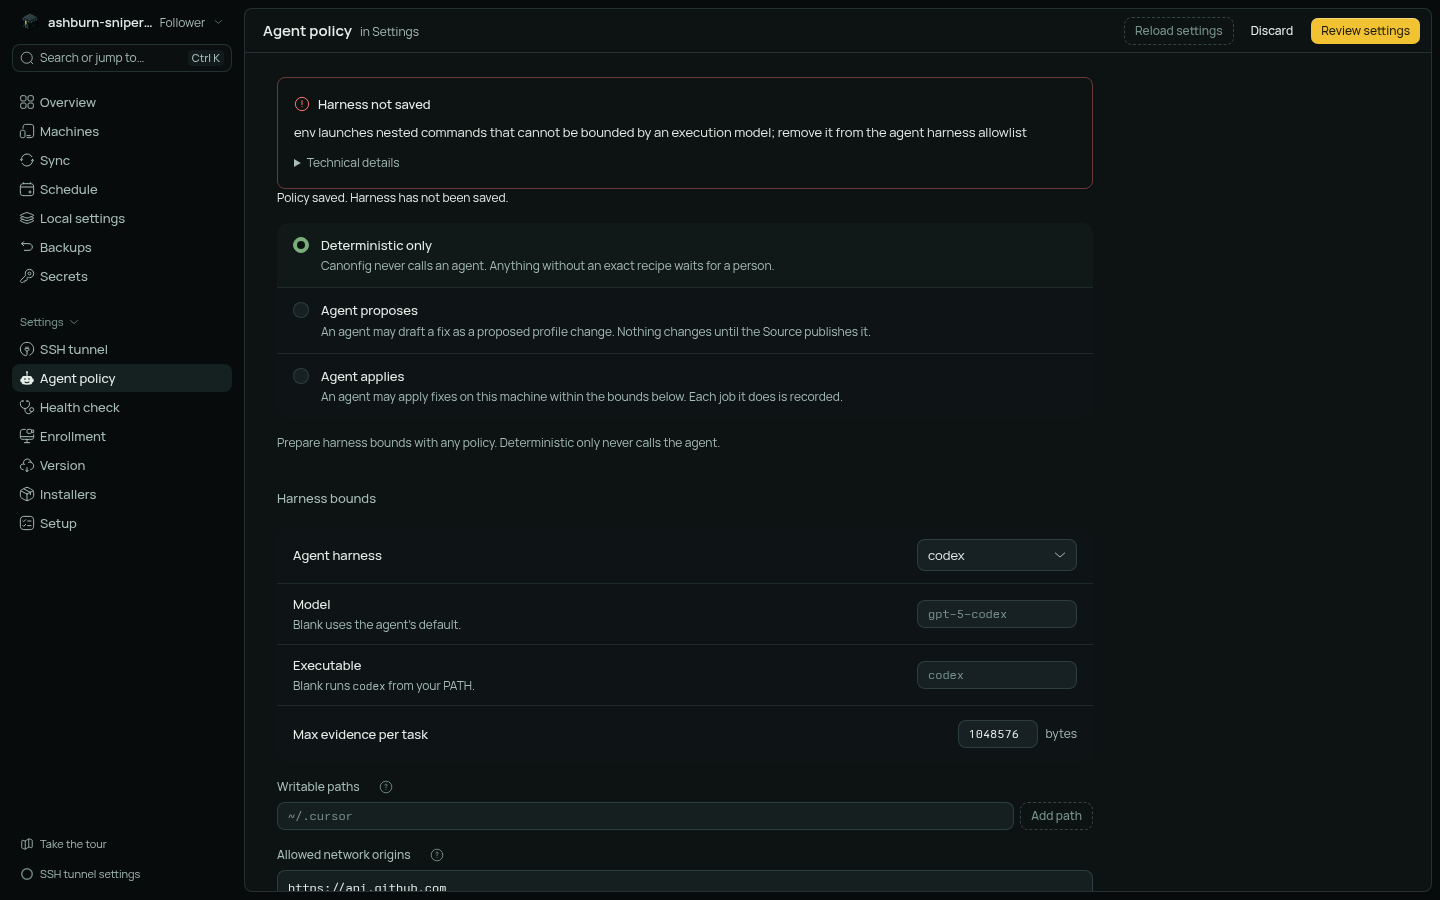 ashburn-sniper... Follower
Search or jump to... Ctrl K
Overview
Machines
Sync
Schedule
Local settings
Backups
Secrets
Settings
SSH tunnel
Agent policy
Health check
Enrollment
Version
Installers
Setup
Take the tour
SSH tunnel settings
Agent policy in Settings
Reload settings
Discard
Review settings
Harness not saved
env launches nested commands that cannot be bounded by an execution model; remove it from the agent harness allowlist
Technical details
Policy saved. Harness has not been saved.
Deterministic only
Canonfig never calls an agent. Anything without an exact recipe waits for a person.
Agent proposes
An agent may draft a fix as a proposed profile change. Nothing changes until the Source publishes it.
Agent applies
An agent may apply fixes on this machine within the bounds below. Each job it does is recorded.
Prepare harness bounds with any policy. Deterministic only never calls the agent.
Harness bounds
Agent harness
codex
Model
Blank uses the agent's default.
gpt-5-codex
Executable
Blank runs codex from your PATH.
codex
Max evidence per task
1048576 bytes
Writable paths
~/.cursor
Add path
Allowed network origins
https://api.github.com